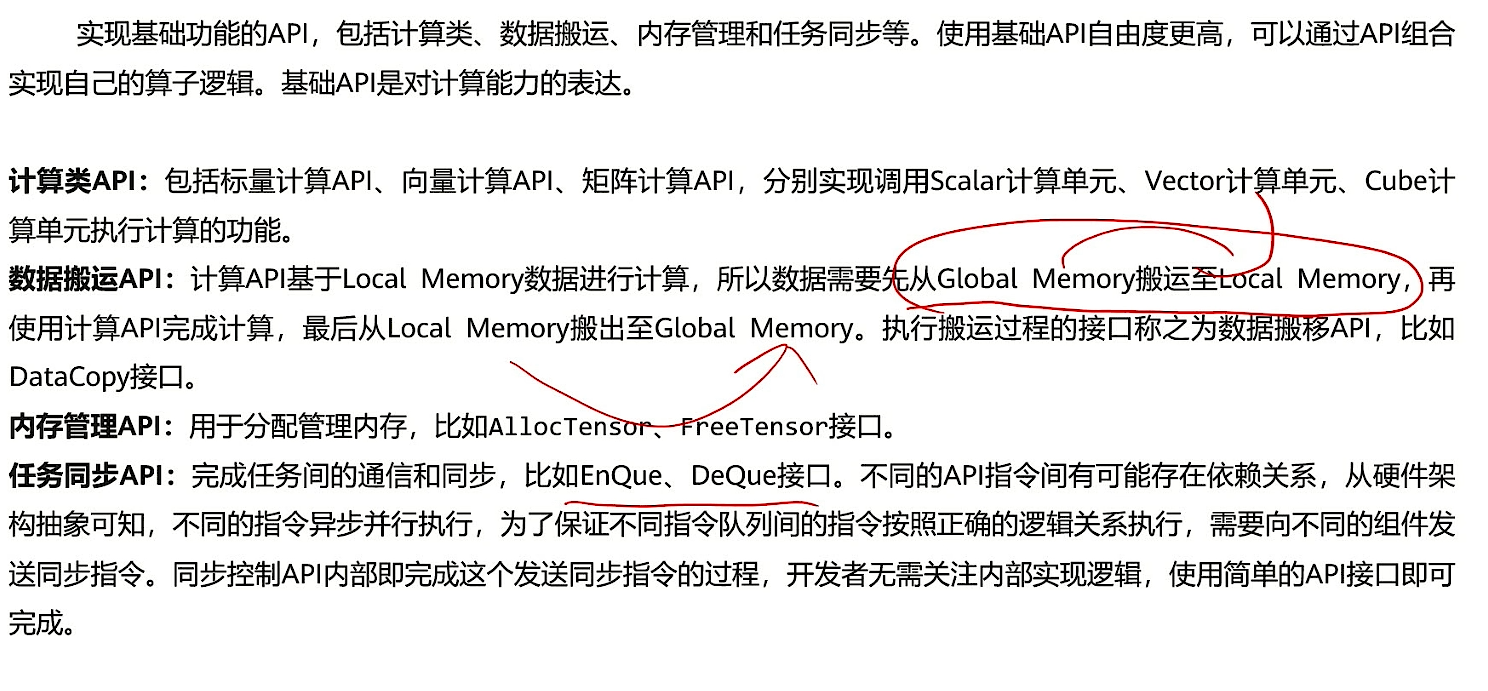 实现基础功能的API，包括计算类、数据搬运、内存管理和任务同步等。使用基础API自由度更高，可以通过API组合
实现自己的算子逻辑。基础API是对计算能力的表达。
计算类API：包括标量计算API、向量计算API、矩阵计算API，分别实现调用Scalar计算单元、Vector计算单元、Cube计
算单元执行计算的功能。
数据搬运API：计算API基于Local Memory数据进行计算，所以数据需要先从Global Memory搬运至Local Memory，再
使用计算API完成计算，最后从Local Memory搬出至Global Memory。执行搬运过程的接口称之为数据搬移API，比如
DataCopy接口。
内存管理API：用于分配管理内存，比如AllocTensor、FreeTensor接口。
任务同步API：完成任务间的通信和同步，比如EnQue、DeQue接口。不同的API指令间有可能存在依赖关系，从硬件架
构抽象可知，不同的指令异步并行执行，为了保证不同指令队列间的指令按照正确的逻辑关系执行，需要向不同的组件发
送同步指令。同步控制API内部即完成这个发送同步指令的过程，开发者无需关注内部实现逻辑，使用简单的API接口即可
完成。